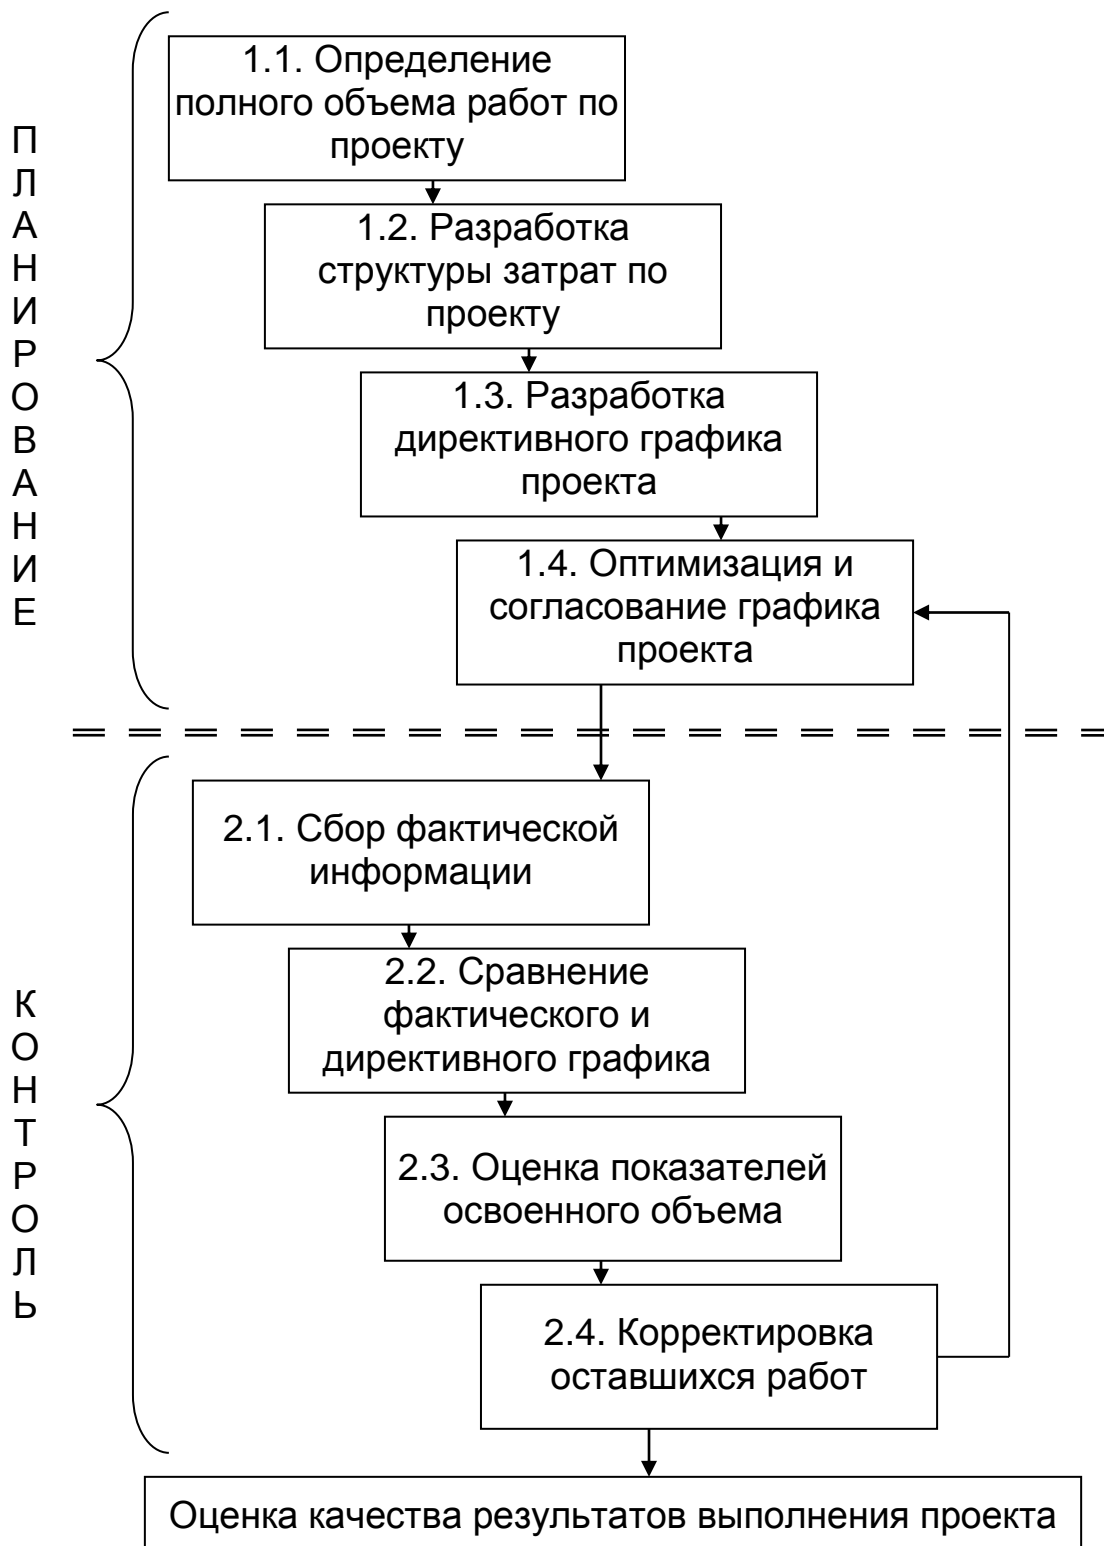 ПЛАНИРОВАНИЕ
1.1. Определение
полного объема работ по
проекту
1.2. Разработка
структуры затрат по
проекту
1.3. Разработка
директивного графика
проекта
1.4. Оптимизация и
согласование графика
проекта
КОНТРОЛЬ
2.1. Сбор фактической
информации
2.2. Сравнение
фактического и
директивного графика
2.3. Оценка показателей
освоенного объема
2.4. Корректировка
оставшихся работ
Оценка качества результатов выполнения проекта